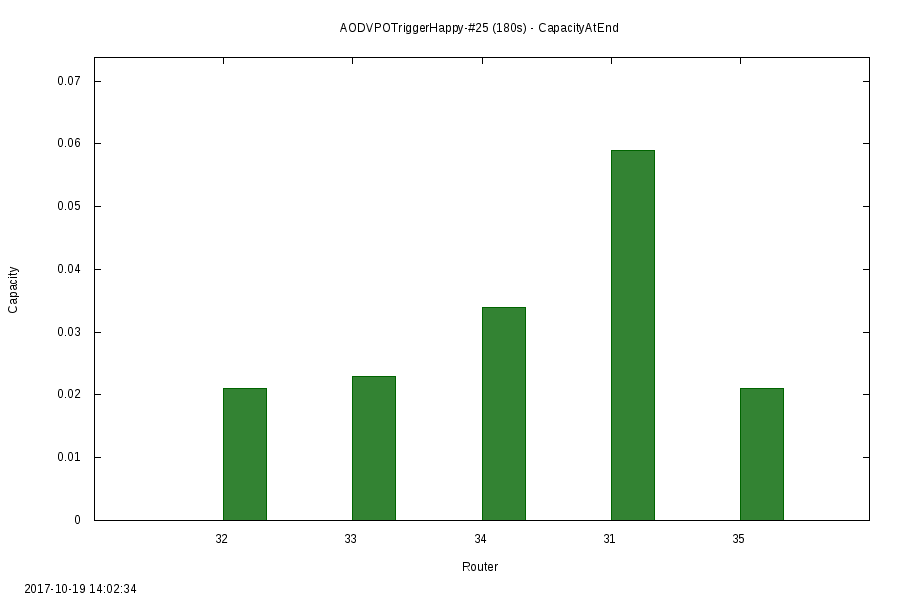 AODVPOTriggerHappy-#25 (180s) - CapacityAtEnd
0.07
0.06
0.05
0.04
0.03
0.02
0.01
0
Capacity
32 33 34 31 35
Router
2017-10-19 14:02:34